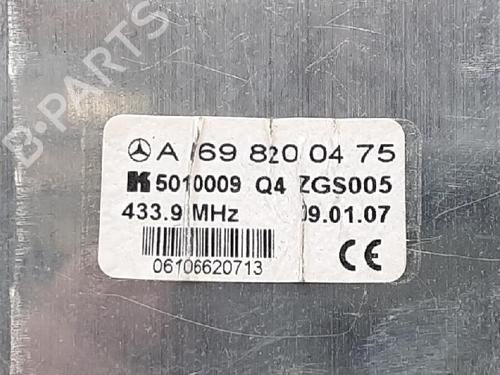 B-PARTS
A 169 820 04 75
K 5010009 Q4 ZGS005
433.9 MHz 09.01.07
06106620713
CE